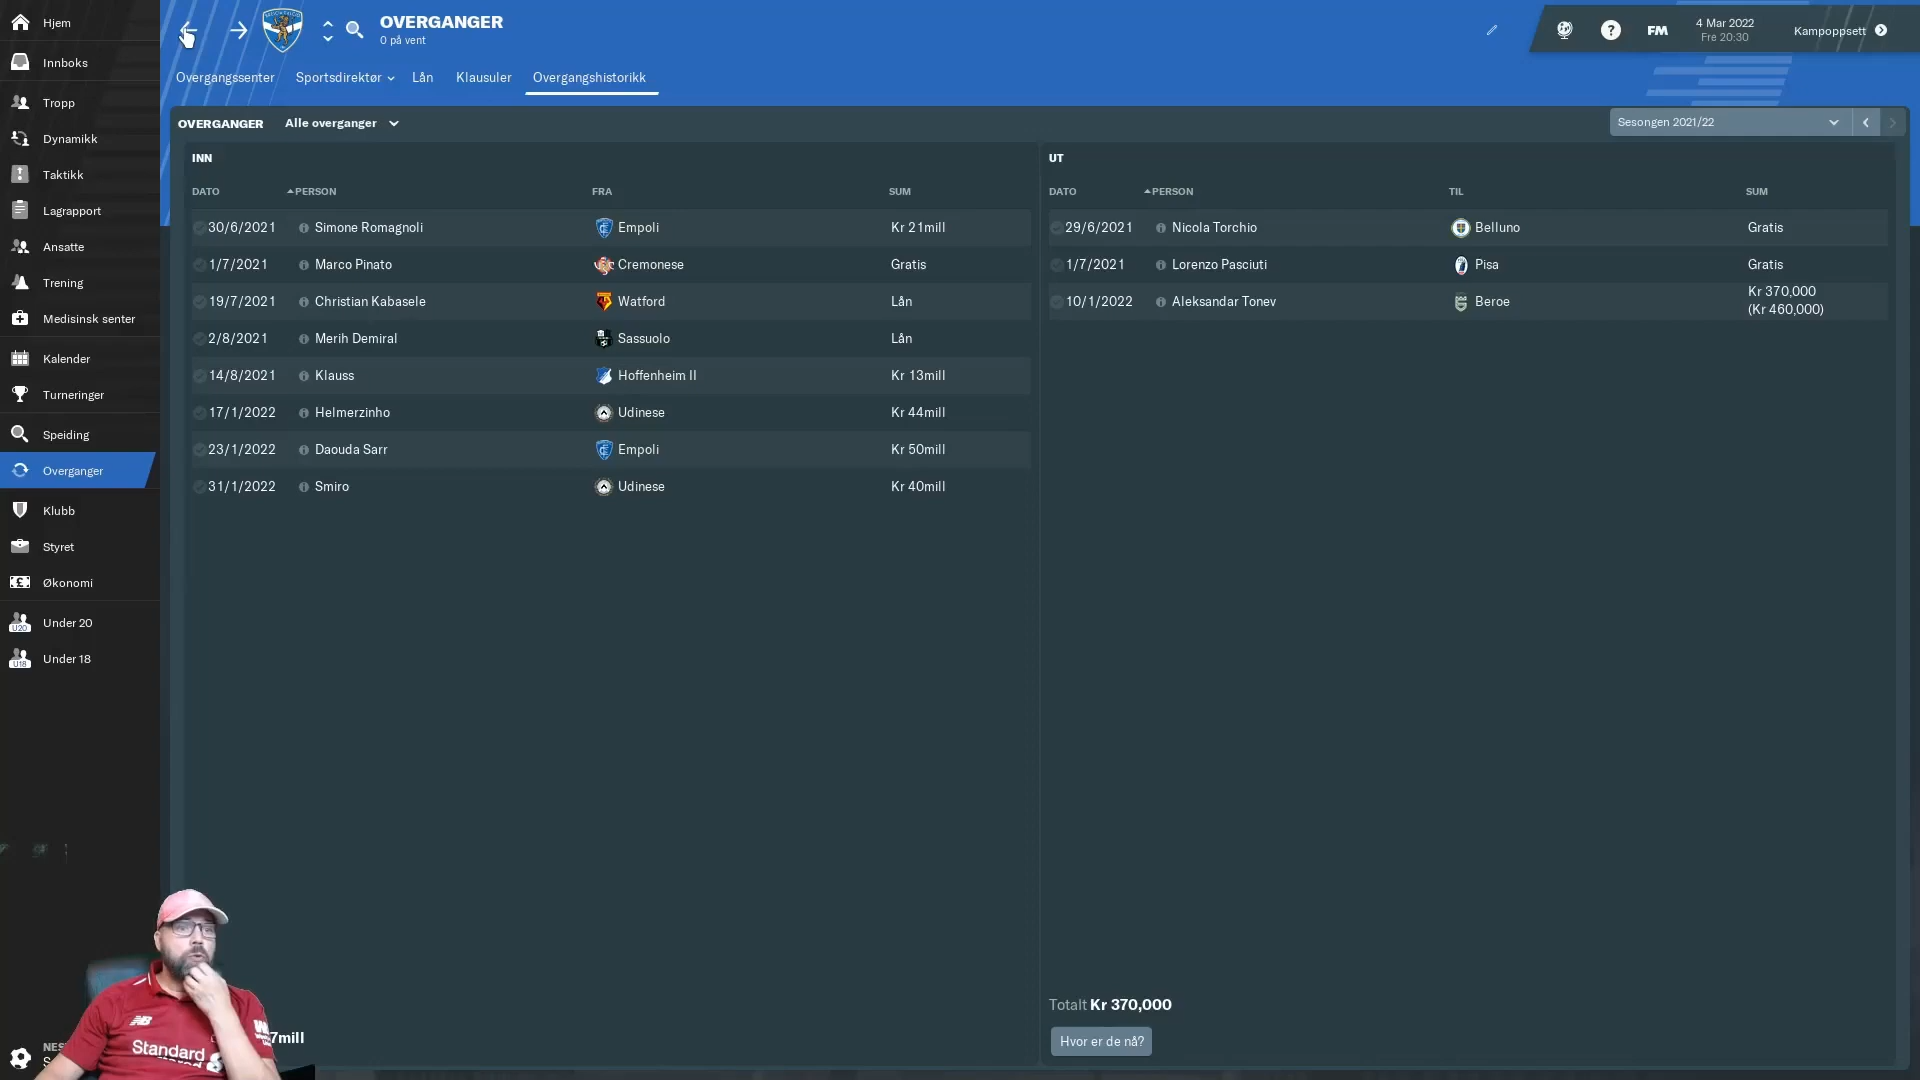 Hjem
Innboks
Tropp
Dynamikk
Taktikk
Lagrapport
Ansatte
Trening
Medisinsk senter
Kalender
Turneringer
Speiding
Overganger
Klubb
Styret
Økonomi
Under 20
Under 18
OVERGANGER
0 på vent
FM
4 Mar 2022
Fre 20:30
Kampoppsett
Overgangssenter Sportsdirektør Lån Klausuler Overgangshistorikk
OVERGANGER Alle overganger
Sesongen 2021/22
INN
DATO PERSON FRA SUM
30/6/2021 Simone Romagnoli Empoli Kr 21mill
1/7/2021 Marco Pinato Cremonese Gratis
19/7/2021 Christian Kabasele Watford Lån
2/8/2021 Merih Demiral Sassuolo Lån
14/8/2021 Klauss Hoffenheim II Kr 13mill
17/1/2022 Helmerzinho Udinese Kr 44mill
23/1/2022 Daouda Sarr Empoli Kr 50mill
31/1/2022 Smiro Udinese Kr 40mill
7mill
UT
DATO PERSON TIL SUM
29/6/2021 Nicola Torchio Belluno Gratis
1/7/2021 Lorenzo Pasciuti Pisa Gratis
10/1/2022 Aleksandar Tonev Beroe Kr 370,000
(Kr 460,000)
Totalt Kr 370,000
Hvor er de nå?
NB
Standard